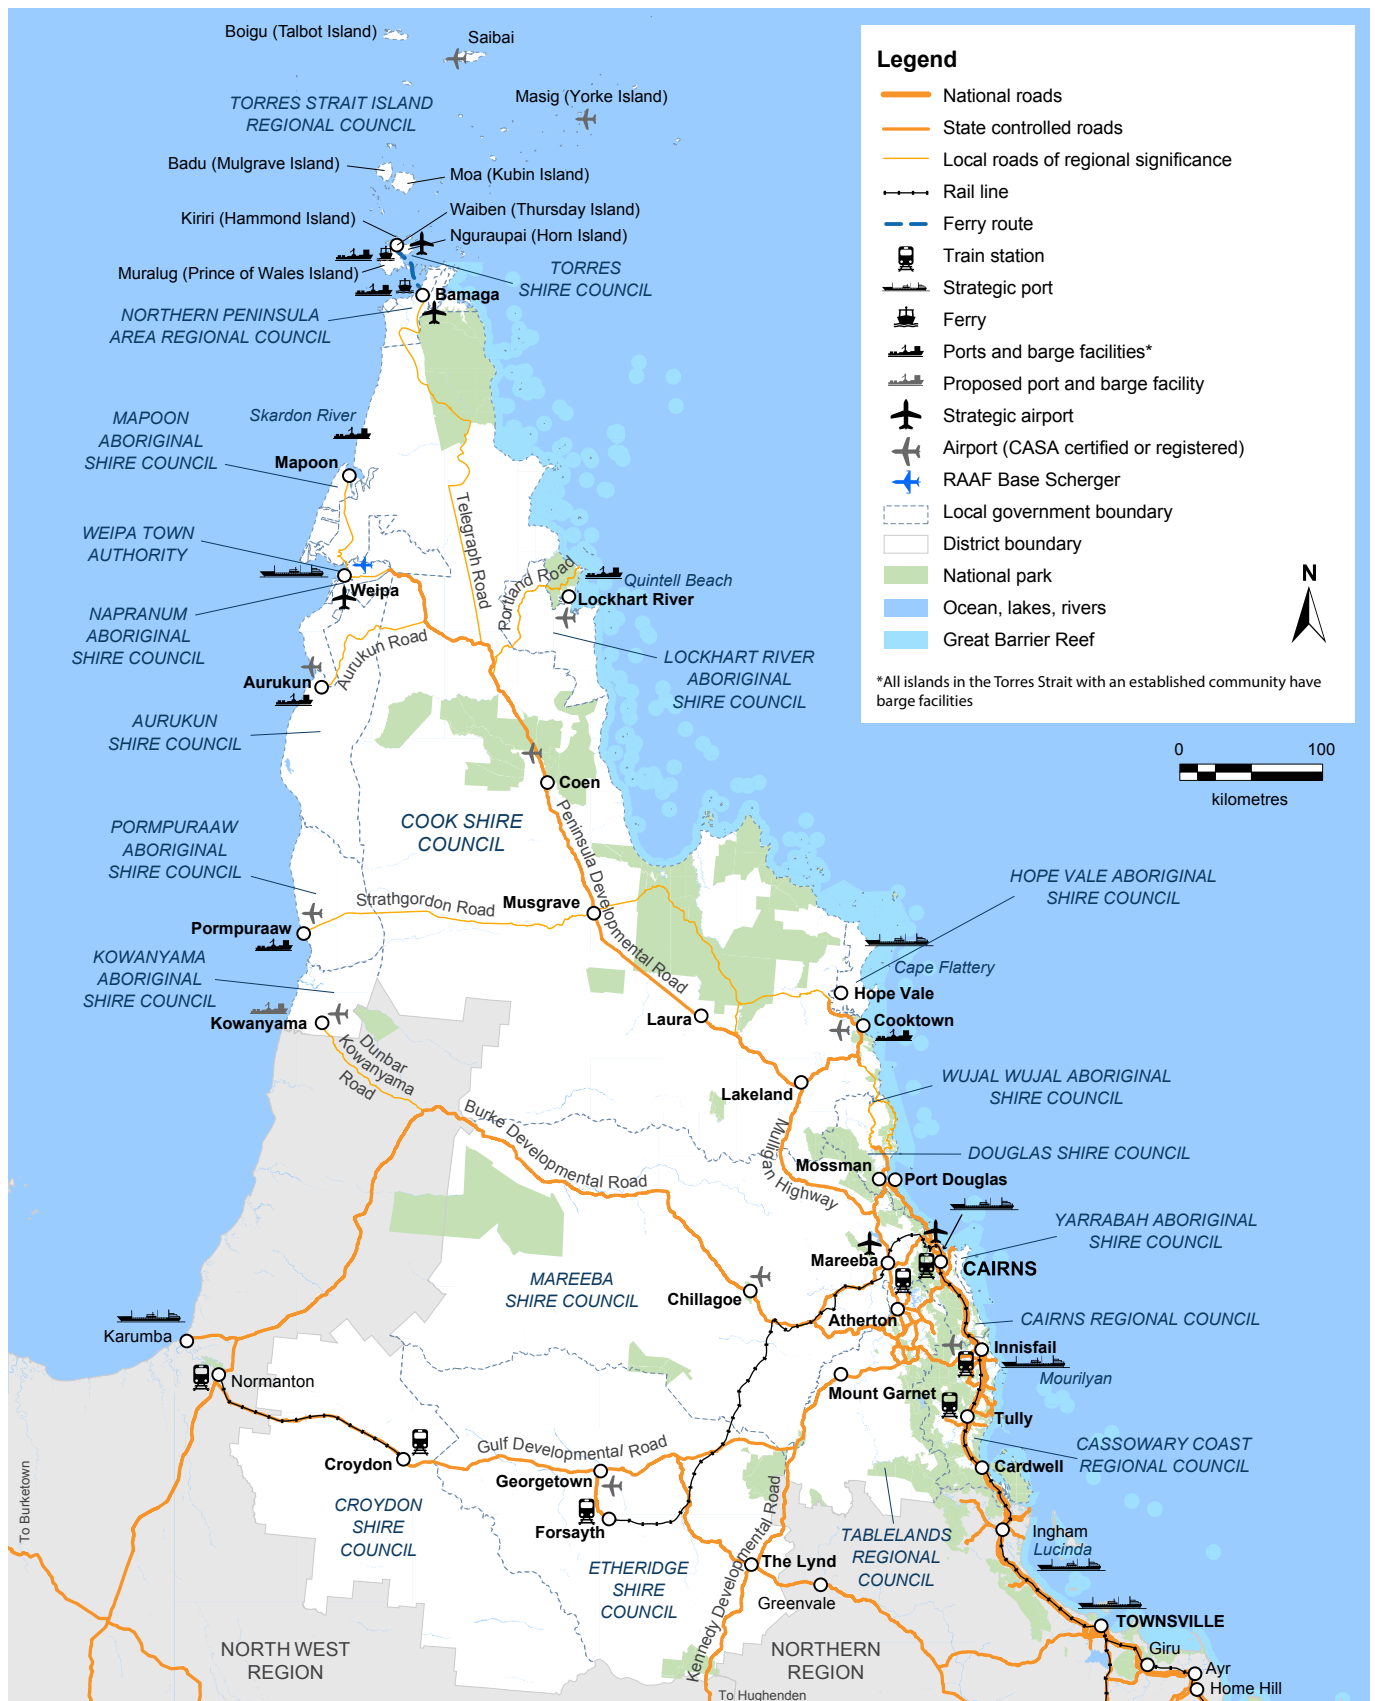 Boigu (Talbot Island)
Saibai
Masig (Yorke Island)
TORRES STRAIT ISLAND
REGIONAL COUNCIL
Badu (Mulgrave Island)
Moa (Kubin Island)
Waiben (Thursday Island)
Kiriri (Hammond Island)
Nguraupai (Horn Island)
Muralug (Prince of Wales Island)
TORRES
SHIRE COUNCIL
Bamaga
NORTHERN PENINSULA
AREA REGIONAL COUNCIL
Legend
National roads
State controlled roads
Local roads of regional significance
Rail line
Ferry route
Train station
Strategic port
Ferry
Ports and barge facilities*
Proposed port and barge facility
Strategic airport
Airport (CASA certified or registered)
RAAF Base Scherger
Local government boundary
District boundary
National park
Ocean, lakes, rivers
Great Barrier Reef
N
*All islands in the Torres Strait with an established community have
barge facilities
0 100
kilometres
Skardon River
MAPOON
ABORIGINAL
SHIRE COUNCIL
Mapoon
WEIPA TOWN
AUTHORITY
Telegraph Road
Weipa
Portland Road
Quintell Beach
Lockhart River
NAPRANUM
ABORIGINAL
SHIRE COUNCIL
Aurukun Road
LOCKHART RIVER
ABORIGINAL
SHIRE COUNCIL
Aurukun
AURUKUN
SHIRE COUNCIL
Coen
COOK SHIRE
COUNCIL
Peninsula Developmental Road
PORMPURAAW
ABORIGINAL
SHIRE COUNCIL
HOPE VALE ABORIGINAL
SHIRE COUNCIL
Strathgordon Road
Musgrave
Pormpuraaw
KOWANYAMA
ABORIGINAL
SHIRE COUNCIL
Cape Flattery
Hope Vale
Kowanyama
Laura
Cooktown
Dunbar
Kowanyama
Road
Lakeland
WUJAL WUJAL ABORIGINAL
SHIRE COUNCIL
Burke Developmental Road
Mulligan Highway
DOUGLAS SHIRE COUNCIL
Mossman
Port Douglas
YARRABAH ABORIGINAL
SHIRE COUNCIL
Mareeba
CAIRNS
MAREEBA
SHIRE COUNCIL
Chillagoe
Atherton
CAIRNS REGIONAL COUNCIL
Karumba
Innisfail
Mourilyan
Normanton
Mount Garnet
Tully
Gulf Developmental Road
CASSOWARY COAST
REGIONAL COUNCIL
Croydon
Cardwell
Georgetown
CROYDON
SHIRE
COUNCIL
Forsayth
Kennedy Developmental Road
To Burketown
Ingham
Lucinda
TABLELANDS
REGIONAL
COUNCIL
The Lynd
ETHERIDGE
SHIRE
COUNCIL
Greenvale
TOWNSVILLE
NORTH WEST
REGION
NORTHERN
REGION
Giru
Ayr
Home Hill
To Hughenden